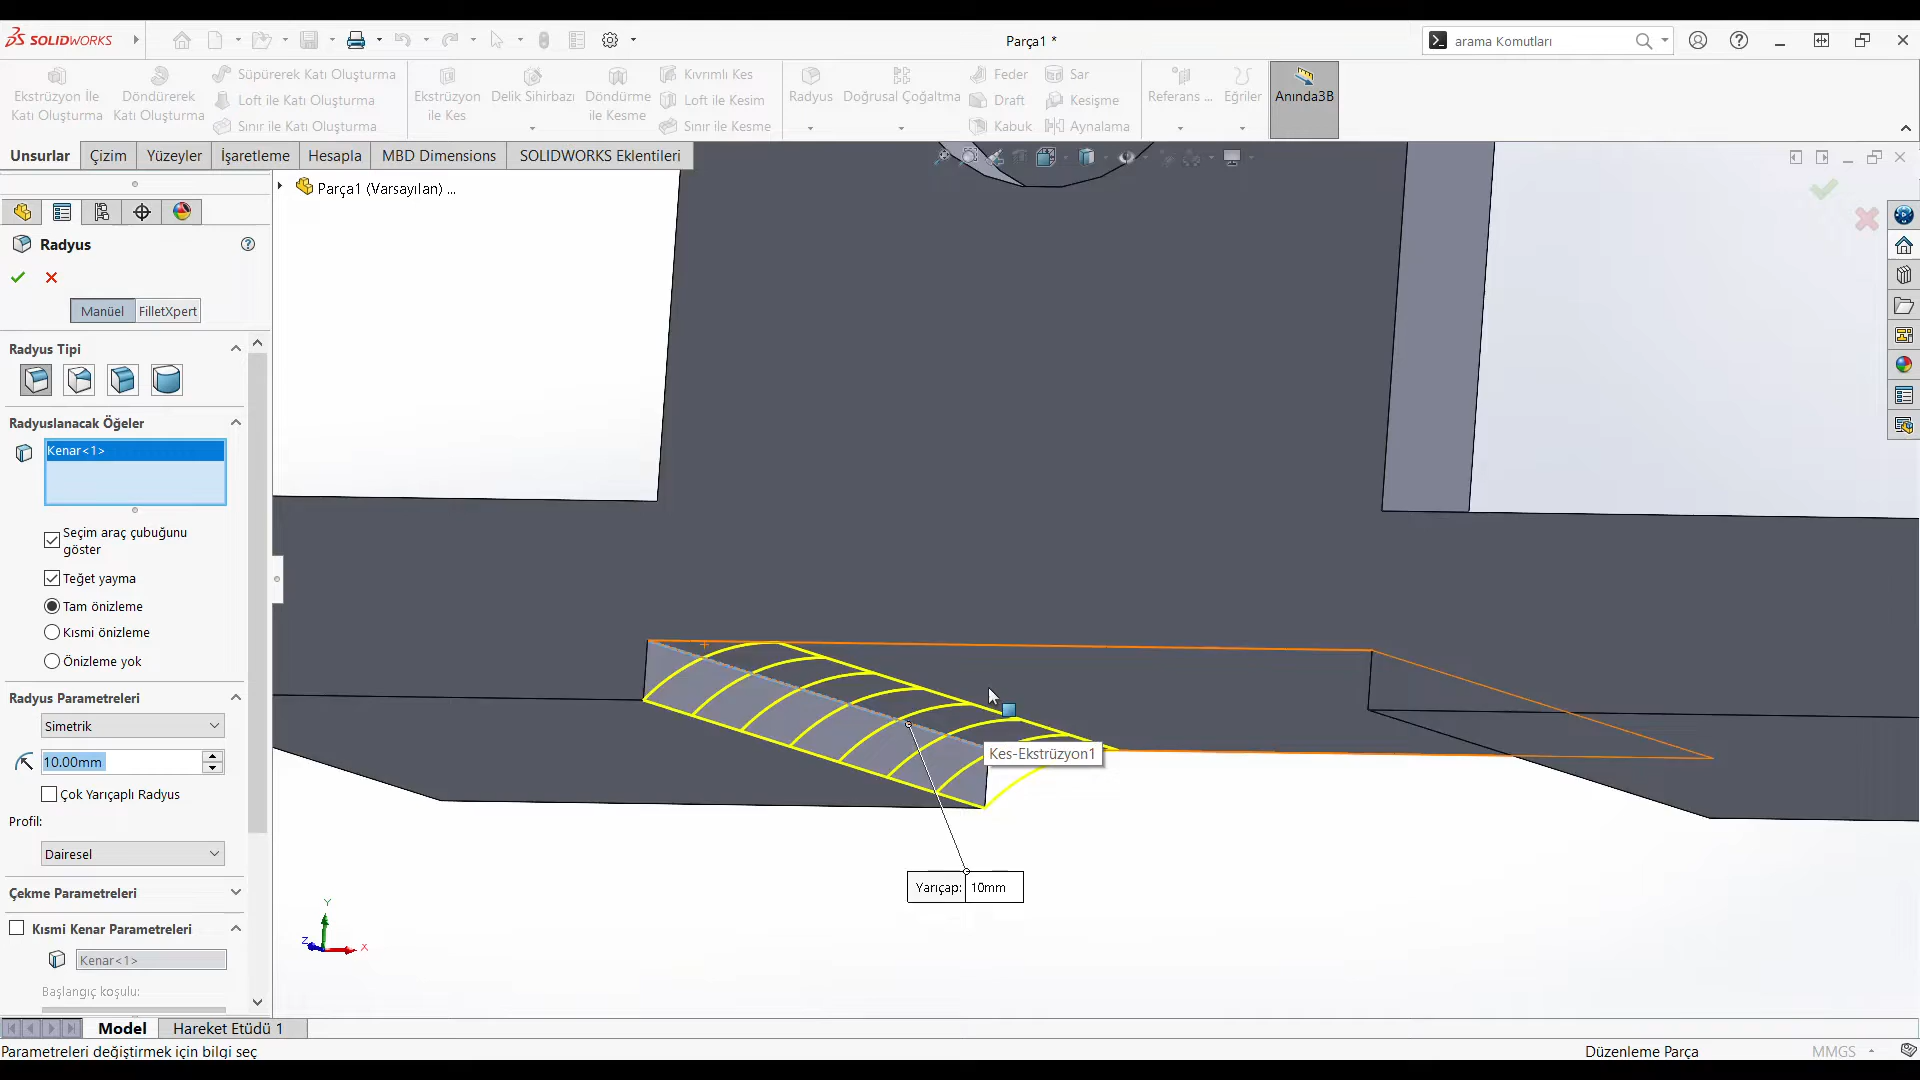 SOLIDWORKS
Parça1 *
arama Komutları
Ekstrüzyon İle
Katı Oluşturma
Döndürerek
Katı Oluşturma
Süpürerek Katı Oluşturma
Loft ile Katı Oluşturma
Sınır ile Katı Oluşturma
Ekstrüzyon
ile Kes
Delik Sihirbazı
Döndürme
ile Kesme
Kıvrımlı Kes
Loft ile Kesim
Sınır ile Kesme
Radyus
Doğrusal Çoğaltma
Feder
Draft
Kabuk
Sar
Kesişme
Aynalama
Referans ...
Eğriler
Anında3B
Unsurlar
Çizim
Yüzeyler
İşaretleme
Hesapla
MBD Dimensions
SOLIDWORKS Eklentileri
Parça1 (Varsayılan) ...
Radyus
Manüel
FilletXpert
Radyus Tipi
Radyuslanacak Öğeler
Kenar<1>
Seçim araç çubuğunu
göster
Teğet yayma
Tam önizleme
Kısmi önizleme
Önizleme yok
Radyus Parametreleri
Simetrik
10.00mm
Çok Yarıçaplı Radyus
Profil:
Dairesel
Çekme Parametreleri
Kısmi Kenar Parametreleri
Kenar<1>
Başlangıç koşulu:
Kes-Ekstrüzyon1
Yarıçap: 10mm
Y
Z
X
Model
Hareket Etüdü 1
Parametreleri değiştirmek için bilgi seç
Düzenleme Parça
MMGS